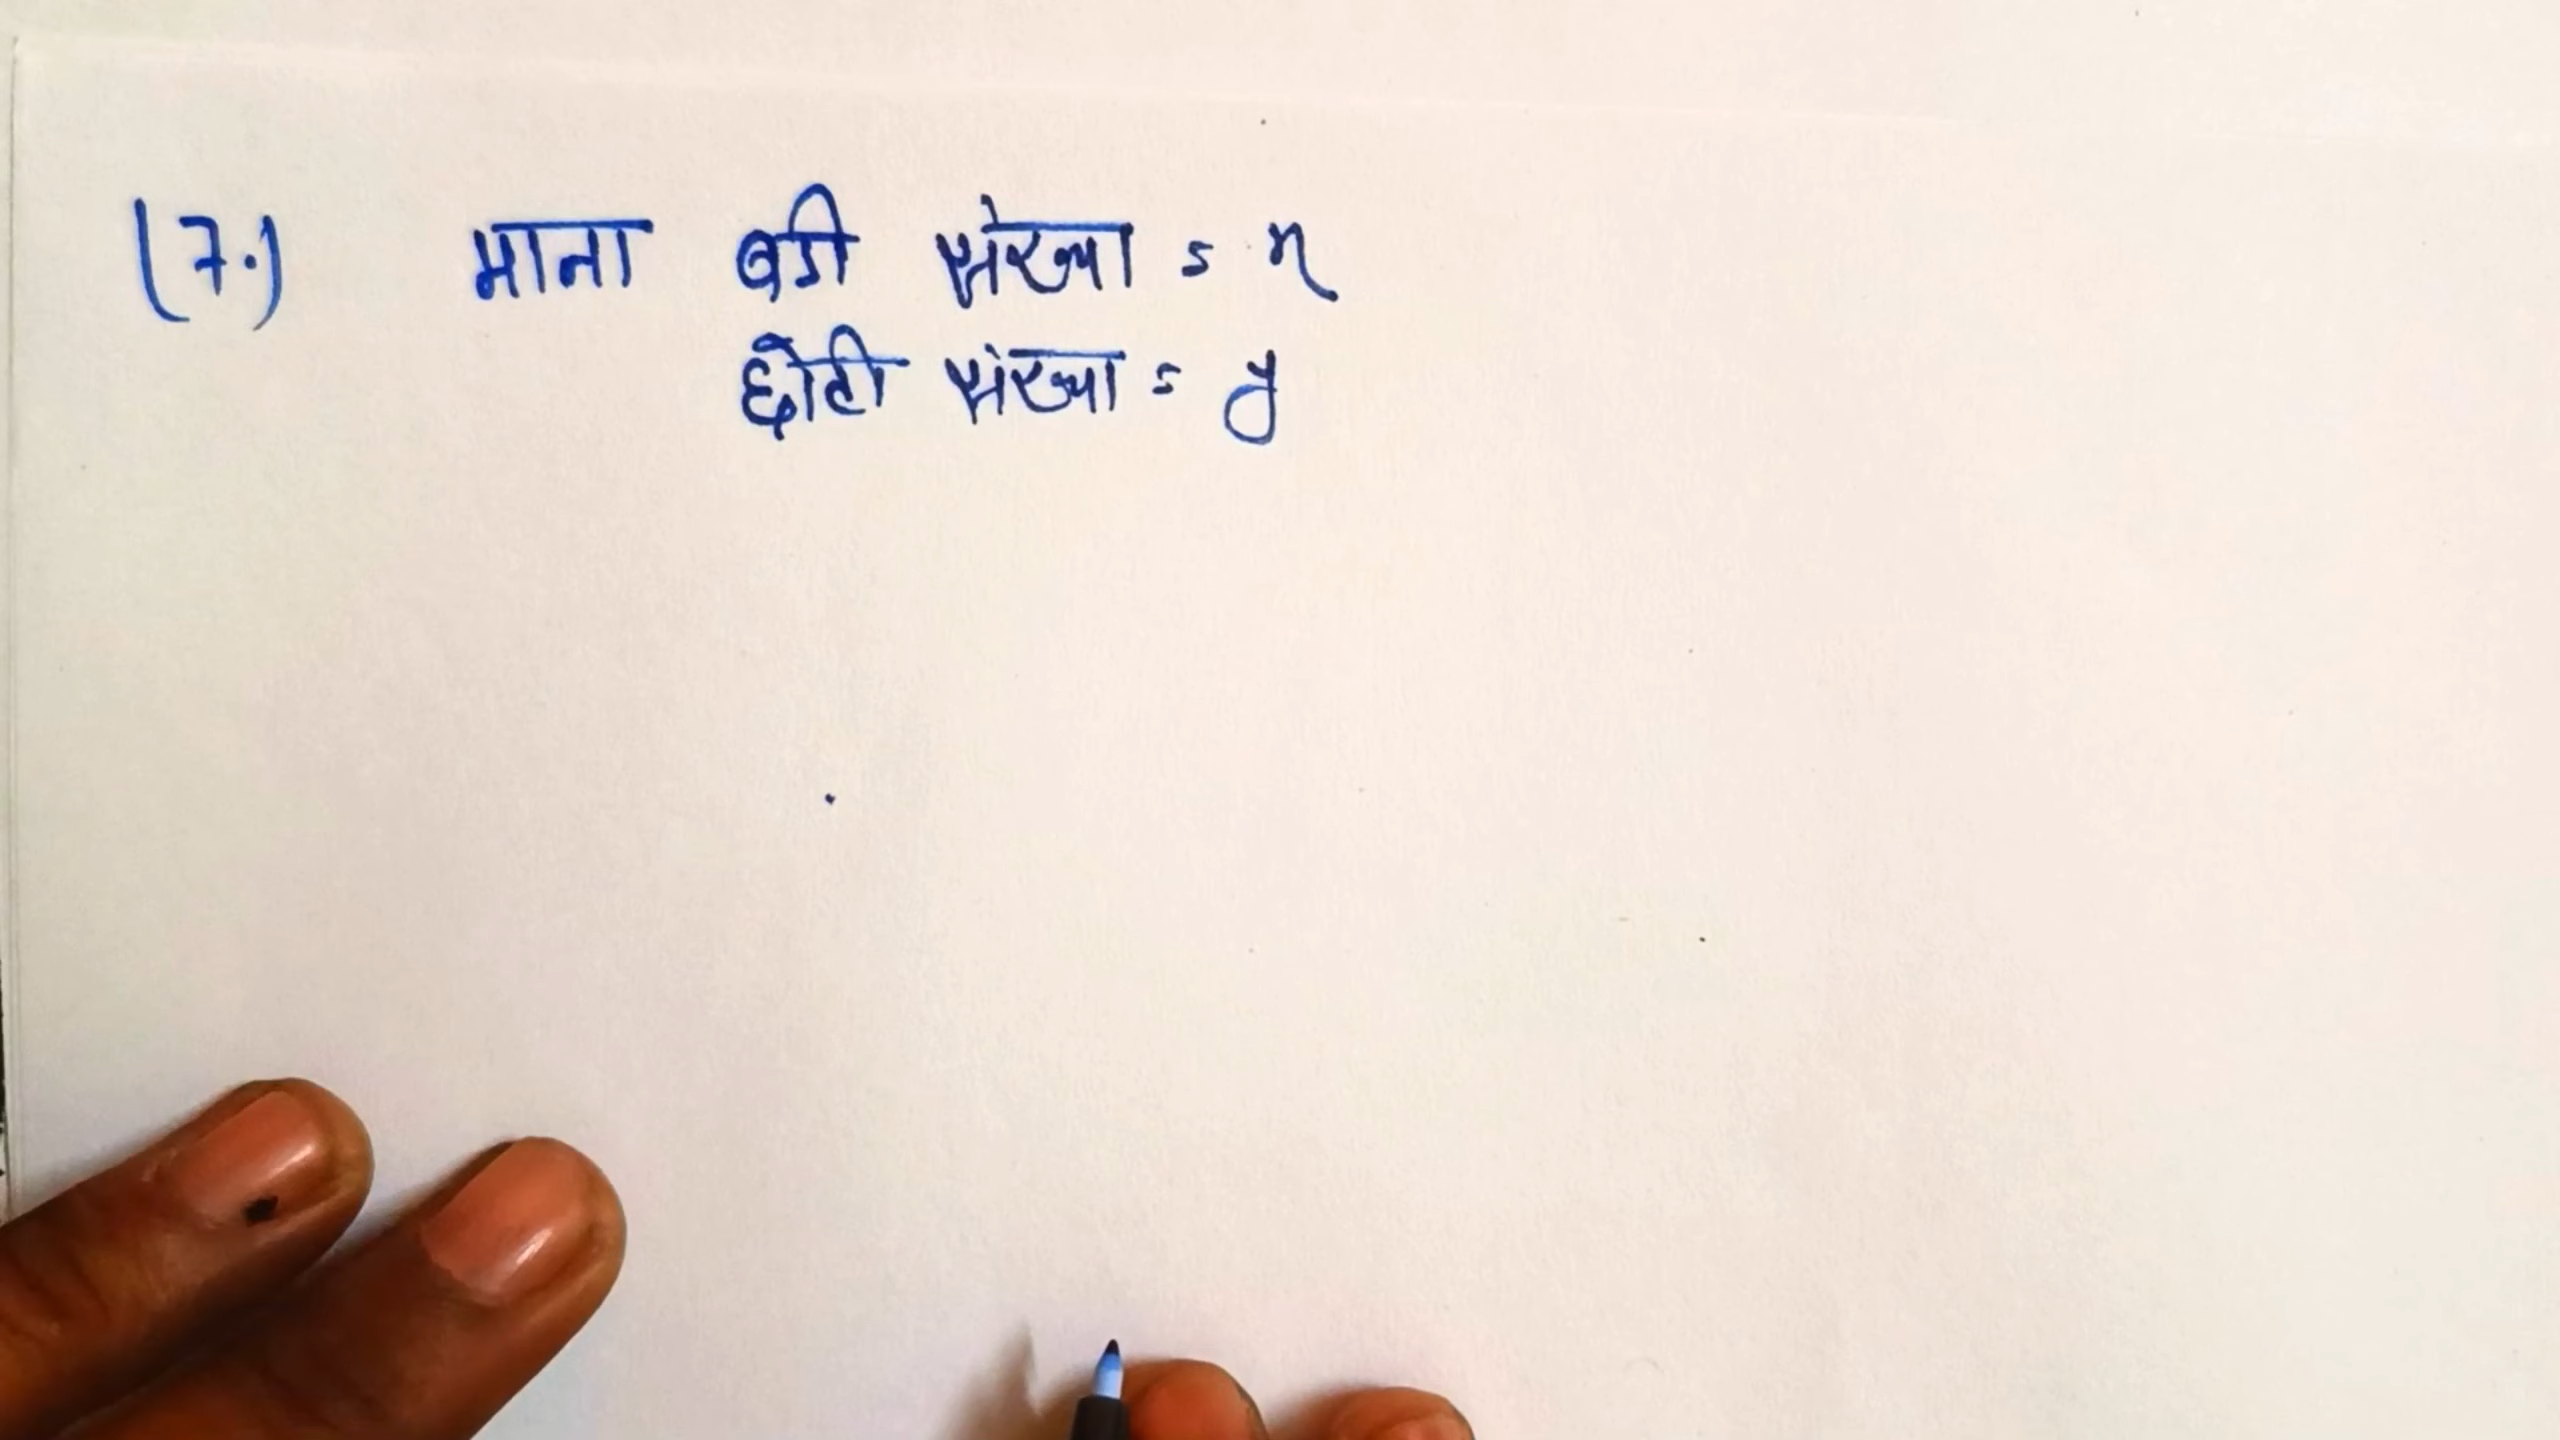 (7.) माना बडी संख्या = x
छोटी संख्या = y